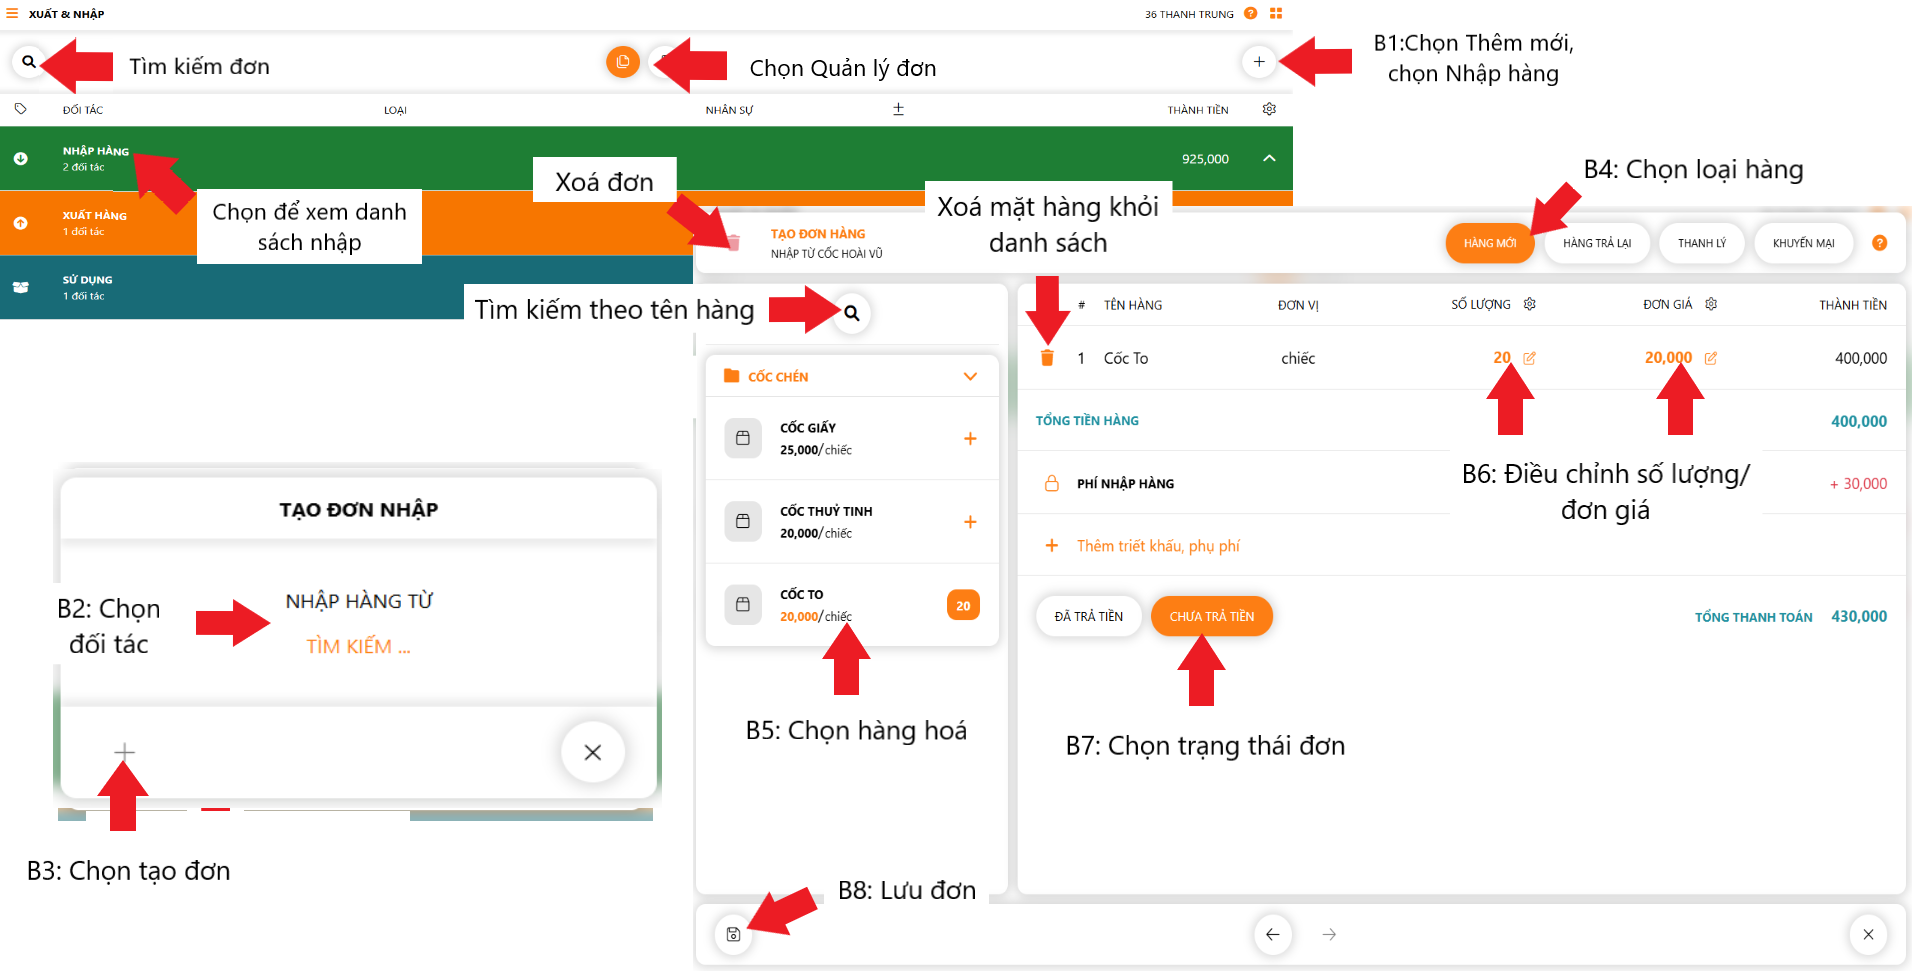 XUẤT & NHẬP
36 THANH TRUNG
?
Tìm kiếm đơn
Chọn Quản lý đơn
B1:Chọn Thêm mới,
chọn Nhập hàng
ĐỐI TÁC
LOẠI
NHÂN SỰ
THÀNH TIỀN
NHẬP HÀNG
2 đối tác
925,000
Chọn để xem danh
sách nhập
XUẤT HÀNG
1 đối tác
SỬ DỤNG
1 đối tác
Xoá đơn
Xoá mặt hàng khỏi
danh sách
B4: Chọn loại hàng
TẠO ĐƠN HÀNG
NHẬP TỪ CỐC HOÀI VŨ
HÀNG MỚI
HÀNG TRẢ LẠI
THANH LÝ
KHUYẾN MẠI
?
Tìm kiếm theo tên hàng
# TÊN HÀNG
ĐƠN VỊ
SỐ LƯỢNG
ĐƠN GIÁ
THÀNH TIỀN
1 Cốc To
chiếc
20
20,000
400,000
CỐC CHÉN
CỐC GIẤY
25,000/chiếc
CỐC THUỶ TINH
20,000/chiếc
CỐC TO
20,000/chiếc
20
B5: Chọn hàng hoá
TỔNG TIỀN HÀNG
400,000
B6: Điều chỉnh số lượng/
đơn giá
PHÍ NHẬP HÀNG
+ 30,000
+ Thêm triết khấu, phụ phí
ĐÃ TRẢ TIỀN
CHƯA TRẢ TIỀN
TỔNG THANH TOÁN
430,000
B7: Chọn trạng thái đơn
TẠO ĐƠN NHẬP
B2: Chọn
đối tác
NHẬP HÀNG TỪ
TÌM KIẾM ...
B3: Chọn tạo đơn
B8: Lưu đơn